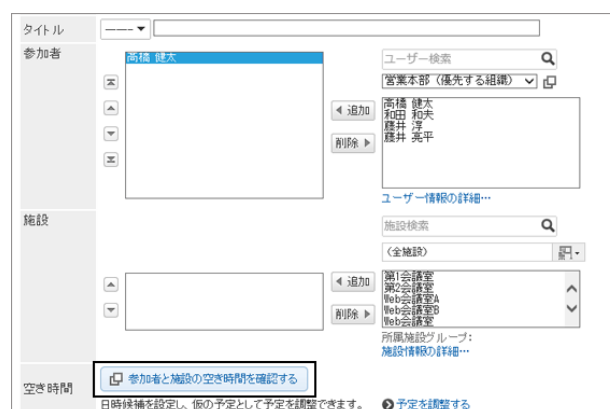 タイトル
----
参加者
高橋 健太
ユーザー検索
営業本部（優先する組織）
追加
削除
高橋 健太
和田 和夫
藤井 淳
藤井 亮平
ユーザー情報の詳細…
施設
施設検索
（全施設）
追加
削除
第1会議室
第2会議室
Web会議室A
Web会議室B
Web会議室
所属施設グループ：
施設情報の詳細…
空き時間
参加者と施設の空き時間を確認する
日時候補を設定し、仮の予定として予定を調整できます。 予定を調整する